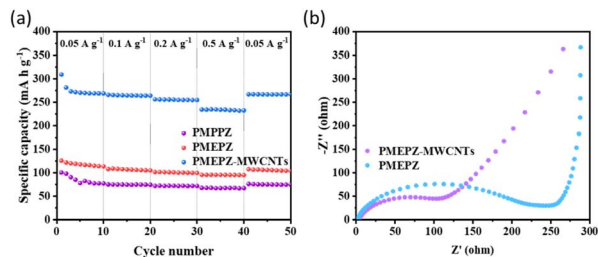 (a)
Specific capacity (mA h g⁻¹)
400
350
300
250
200
150
100
50
0
0.05 A g⁻¹ 0.1 A g⁻¹ 0.2 A g⁻¹ 0.5 A g⁻¹ 0.05 A g⁻¹
PMPPZ
PMEPZ
PMEPZ-MWCNTs
0 10 20 30 40 50
Cycle number
(b)
-Z'' (ohm)
400
350
300
250
200
150
100
50
0
PMEPZ-MWCNTs
PMEPZ
0 50 100 150 200 250 300
Z' (ohm)